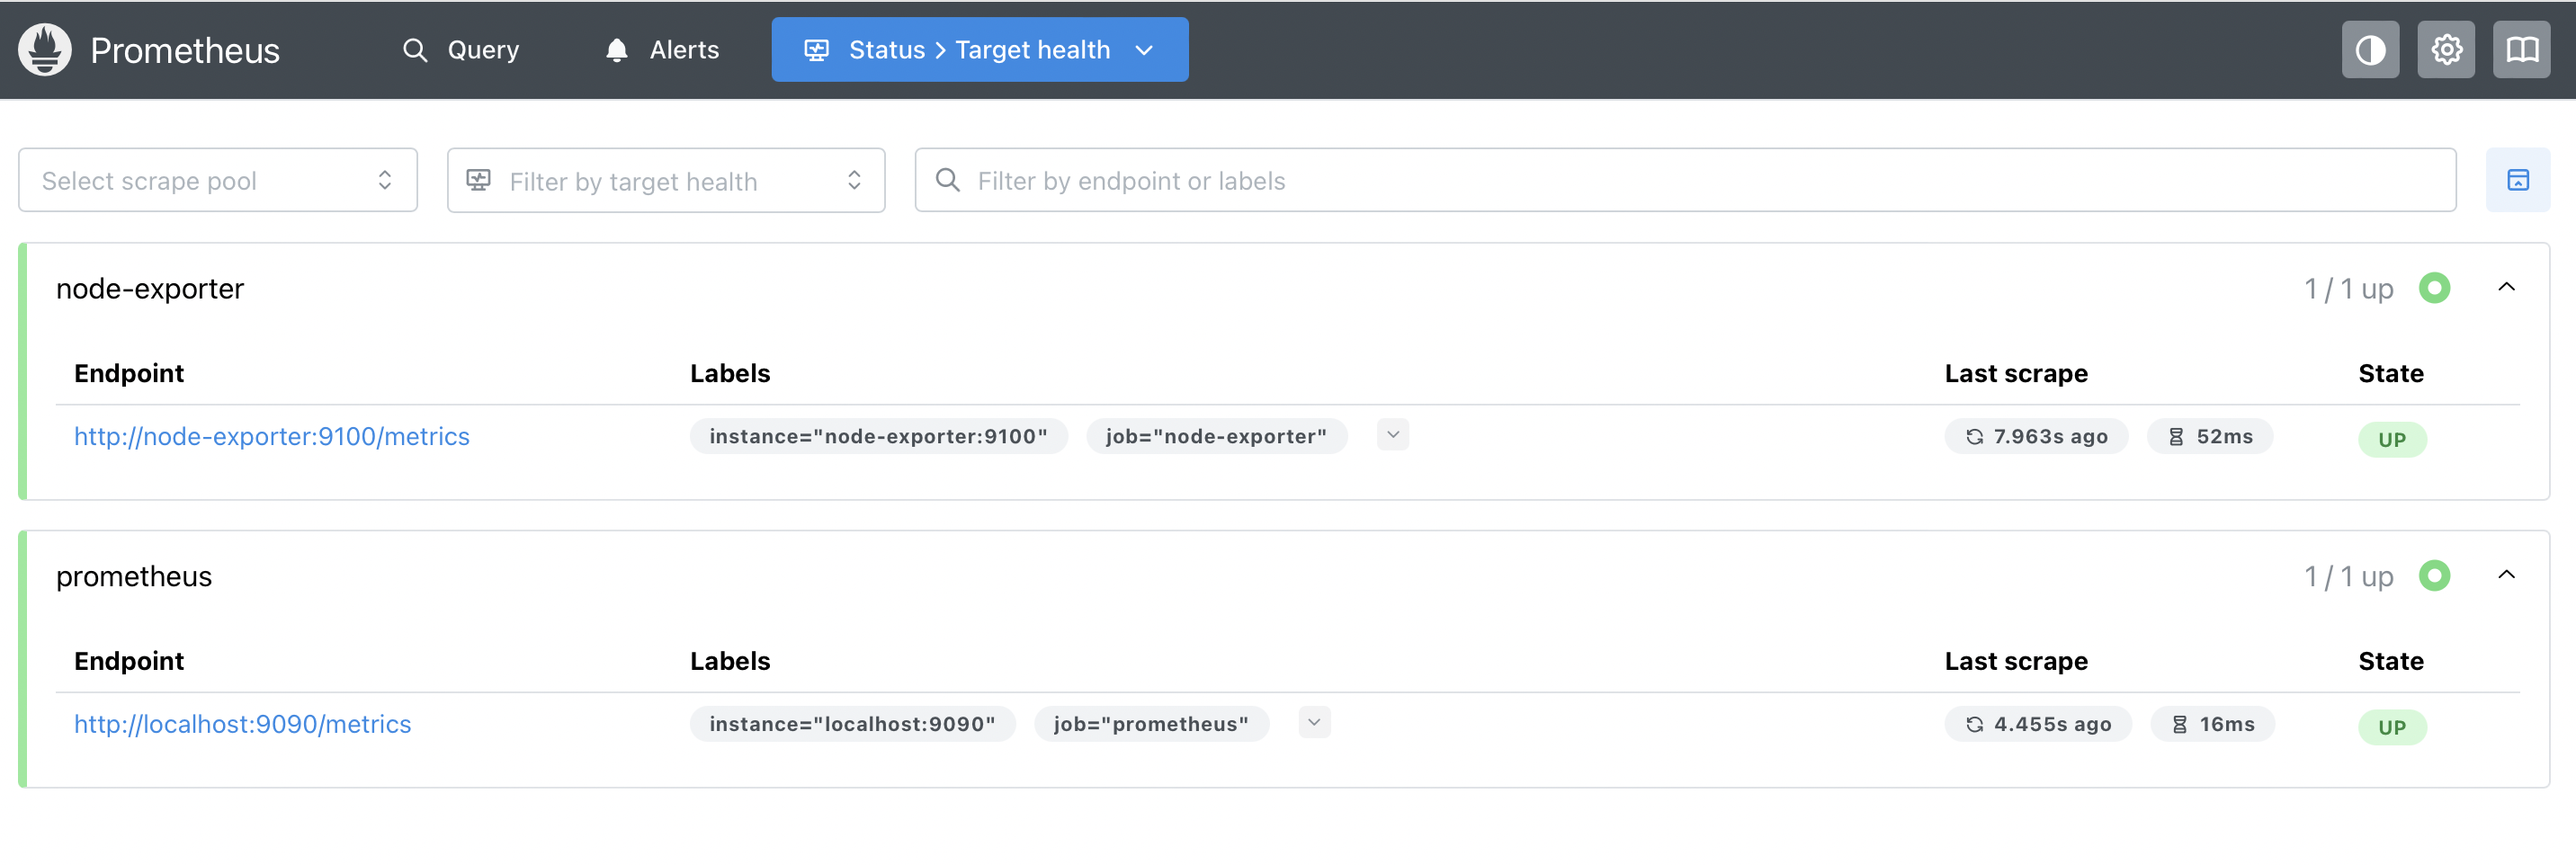 Prometheus Query Alerts Status > Target health
Select scrape pool Filter by target health Filter by endpoint or labels
node-exporter 1 / 1 up
Endpoint Labels Last scrape State
http://node-exporter:9100/metrics instance="node-exporter:9100" job="node-exporter" 7.963s ago 52ms UP
prometheus 1 / 1 up
Endpoint Labels Last scrape State
http://localhost:9090/metrics instance="localhost:9090" job="prometheus" 4.455s ago 16ms UP